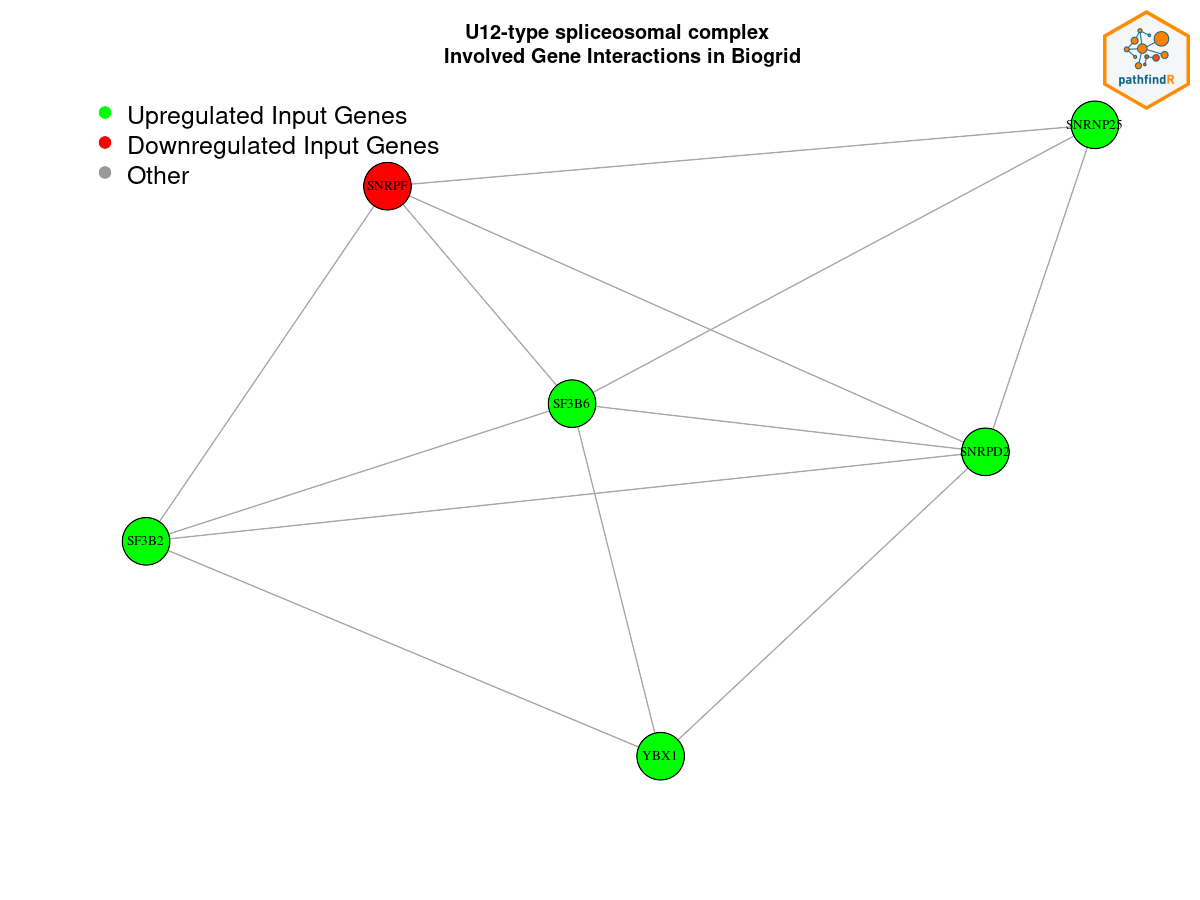 U12-type spliceosomal complex
Involved Gene Interactions in Biogrid
pathfindR
Upregulated Input Genes
Downregulated Input Genes
Other
SNRNP25
SNRPF
SF3B6
SNRPD2
SF3B2
YBX1